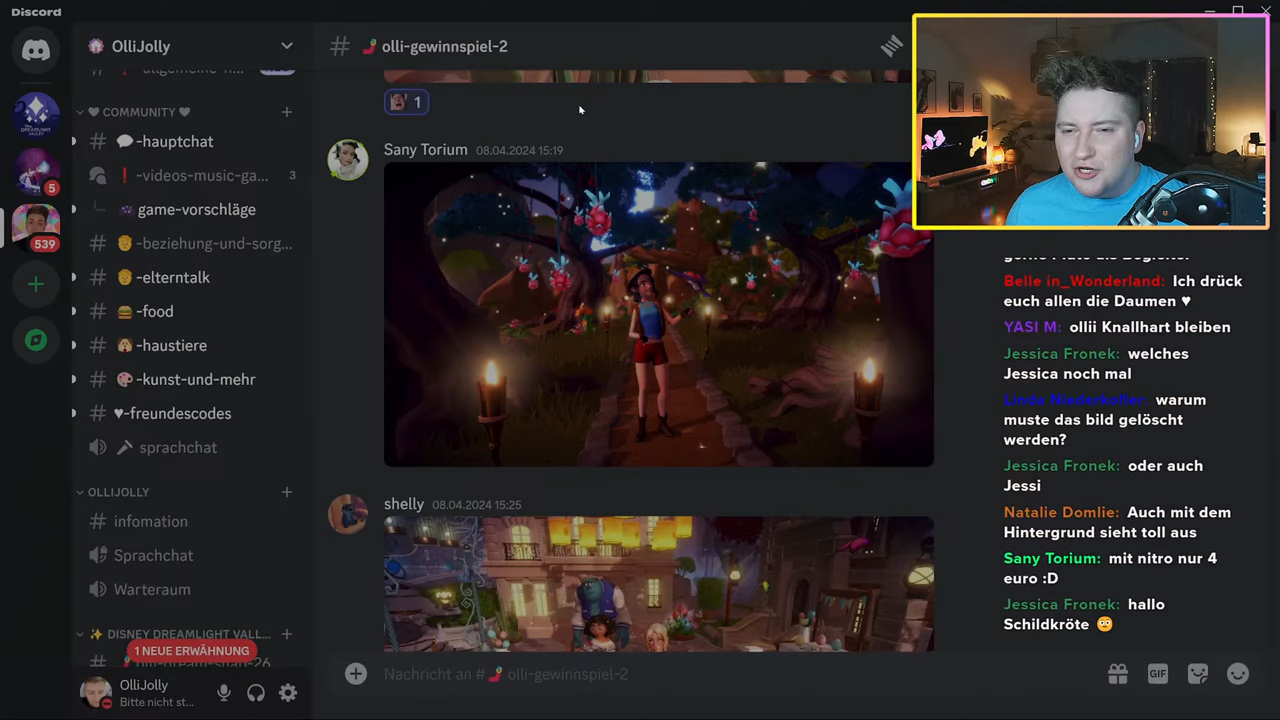 Discord
OlliJolly
olli-gewinnspiel-2
COMMUNITY
-hauptchat
-videos-music-ga...
3
game-vorschläge
-beziehung-und-sorg...
-elterntalk
-food
-haustiere
-kunst-und-mehr
-freundescodes
sprachchat
OLLIJOLLY
infomation
Sprachchat
Warteraum
DISNEY DREAMLIGHT VALL...
1 NEUE ERWÄHNUNG
OlliJolly
Bitte nicht st...
5
539
1
Sany Torium 08.04.2024 15:19
shelly 08.04.2024 15:25
Nachricht an # olli-gewinnspiel-2
GIF
Belle in_Wonderland: Ich drück
euch allen die Daumen ♥
YASI M: ollii Knallhart bleiben
Jessica Fronek: welches
Jessica noch mal
Linda Niederkofler: warum
muste das bild gelöscht
werden?
Jessica Fronek: oder auch
Jessi
Natalie Domlie: Auch mit dem
Hintergrund sieht toll aus
Sany Torium: mit nitro nur 4
euro :D
Jessica Fronek: hallo
Schildkröte 😳